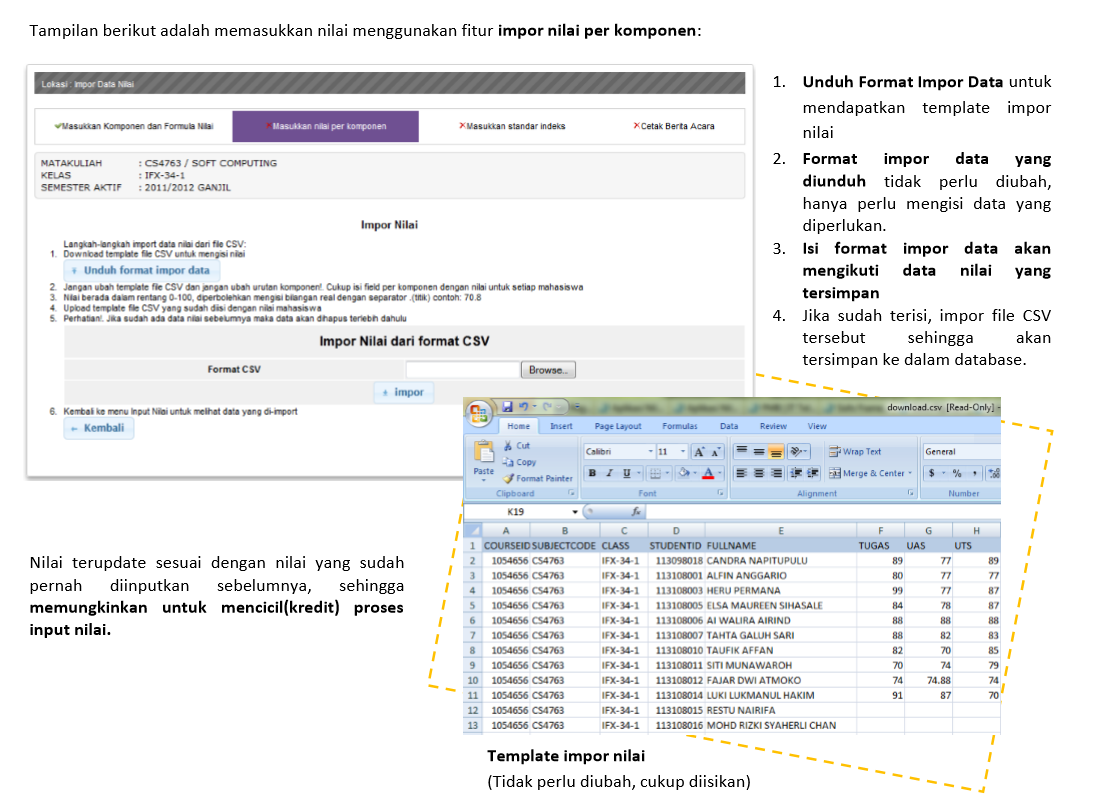 Tampilan berikut adalah memasukkan nilai menggunakan fitur impor nilai per komponen:
Lokasi : Impor Data Nilai
Masukkan Komponen dan Formula Nilai
Masukkan nilai per komponen
Masukkan standar indeks
Cetak Berita Acara
MATAKULIAH : CS4763 / SOFT COMPUTING
KELAS : IFX-34-1
SEMESTER AKTIF : 2011/2012 GANJIL
Impor Nilai
Langkah-langkah import data nilai dari file CSV:
1. Download template file CSV untuk mengisi nilai
Unduh format impor data
2. Jangan ubah template file CSV dan jangan ubah urutan komponen!. Cukup isi field per komponen dengan nilai untuk setiap mahasiswa
3. Nilai berada dalam rentang 0-100, diperbolehkan mengisi bilangan real dengan separator .(titik) contoh: 70.8
4. Upload template file CSV yang sudah diisi dengan nilai mahasiswa
5. Perhatian!. Jika sudah ada data nilai sebelumnya maka data akan dihapus terlebih dahulu
Impor Nilai dari format CSV
Format CSV
Browse..
impor
6. Kembali ke menu Input Nilai untuk melihat data yang di-import
Kembali
1. Unduh Format Impor Data untuk
mendapatkan template impor
nilai
2. Format impor data yang
diunduh tidak perlu diubah,
hanya perlu mengisi data yang
diperlukan.
3. Isi format impor data akan
mengikuti data nilai yang
tersimpan
4. Jika sudah terisi, impor file CSV
tersebut sehingga akan
tersimpan ke dalam database.
download.csv [Read-Only] -
Home Insert Page Layout Formulas Data Review View
Paste
Cut
Copy
Format Painter
Calibri 11
Wrap Text
General
B I U
Merge & Center
$ % ,
Clipboard Font Alignment Number
K19
fx
A B C D E F G H
1 COURSEID SUBJECTCODE CLASS STUDENTID FULLNAME TUGAS UAS UTS
2 1054656 CS4763 IFX-34-1 113098018 CANDRA NAPITUPULU 89 77 89
3 1054656 CS4763 IFX-34-1 113108001 ALFIN ANGGARIO 80 77 77
4 1054656 CS4763 IFX-34-1 113108003 HERU PERMANA 99 77 87
5 1054656 CS4763 IFX-34-1 113108005 ELSA MAUREEN SIHASALE 84 78 87
6 1054656 CS4763 IFX-34-1 113108006 AI WALIRA AIRIND 88 88 88
7 1054656 CS4763 IFX-34-1 113108007 TAHTA GALUH SARI 88 82 83
8 1054656 CS4763 IFX-34-1 113108010 TAUFIK AFFAN 82 70 85
9 1054656 CS4763 IFX-34-1 113108011 SITI MUNAWAROH 70 74 79
10 1054656 CS4763 IFX-34-1 113108012 FAJAR DWI ATMOKO 74 74.88 74
11 1054656 CS4763 IFX-34-1 113108014 LUKI LUKMANUL HAKIM 91 87 70
12 1054656 CS4763 IFX-34-1 113108015 RESTU NAIRIFA
13 1054656 CS4763 IFX-34-1 113108016 MOHD RIZKI SYAHERLI CHAN
Nilai terupdate sesuai dengan nilai yang sudah
pernah diinputkan sebelumnya, sehingga
memungkinkan untuk mencicil(kredit) proses
input nilai.
Template impor nilai
(Tidak perlu diubah, cukup diisikan)